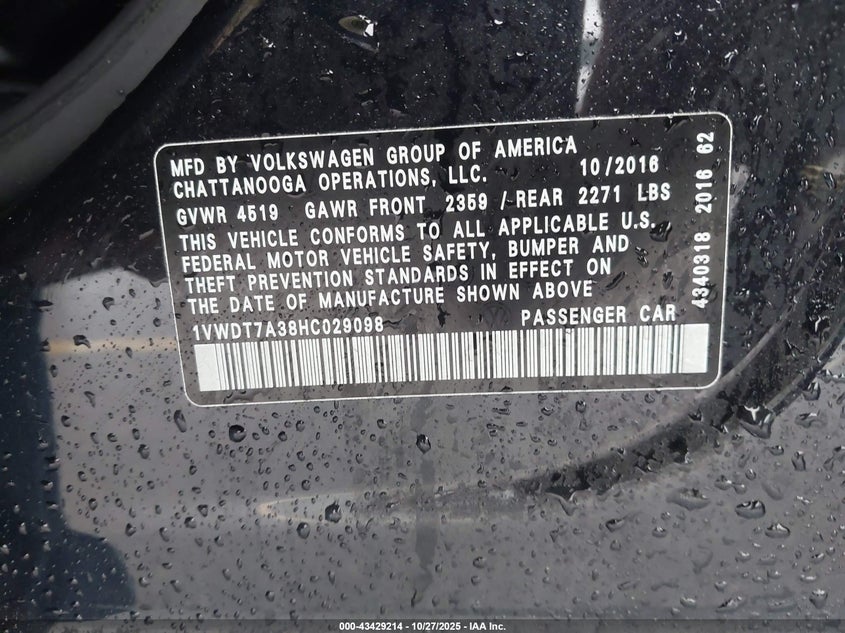 MFD BY VOLKSWAGEN GROUP OF AMERICA
CHATTANOOGA OPERATIONS, LLC. 10/2016
GVWR 4519 GAWR FRONT 2359 / REAR 2271 LBS
THIS VEHICLE CONFORMS TO ALL APPLICABLE U.S.
FEDERAL MOTOR VEHICLE SAFETY, BUMPER AND
THEFT PREVENTION STANDARDS IN EFFECT ON
THE DATE OF MANUFACTURE SHOWN ABOVE
1VWDT7A38HC029098 PASSENGER CAR
4340318 2016 62
000-43429214 - 10/27/2025 - IAA Inc.